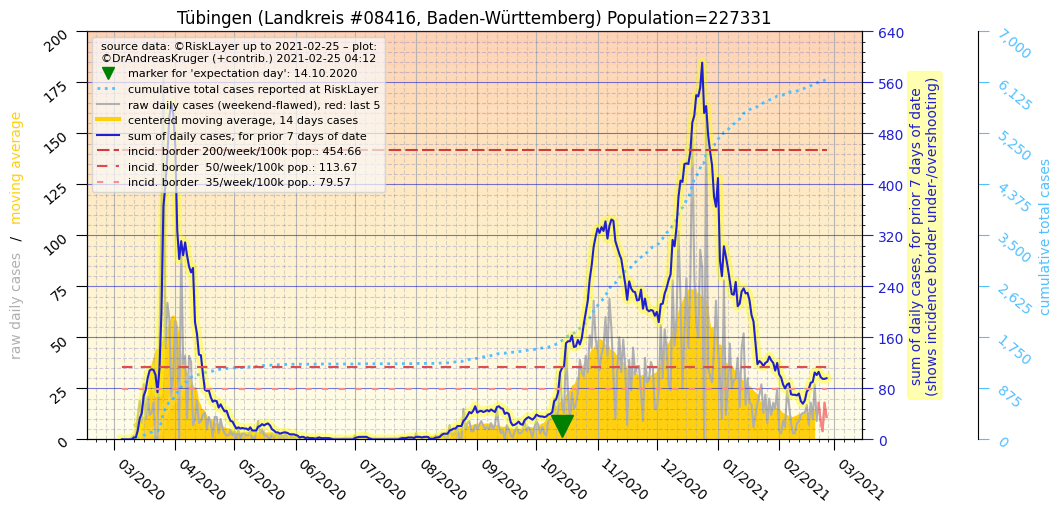 Tübingen (Landkreis #08416, Baden-Württemberg) Population=227331
source data: ©RiskLayer up to 2021-02-25 – plot:
©DrAndreasKruger (+contrib.) 2021-02-25 04:12
marker for 'expectation day': 14.10.2020
cumulative total cases reported at RiskLayer
raw daily cases (weekend-flawed), red: last 5
centered moving average, 14 days cases
sum of daily cases, for prior 7 days of date
incid. border 200/week/100k pop.: 454.66
incid. border 50/week/100k pop.: 113.67
incid. border 35/week/100k pop.: 79.57
raw daily cases / moving average
200
175
150
125
100
75
50
25
0
03/2020
04/2020
05/2020
06/2020
07/2020
08/2020
09/2020
10/2020
11/2020
12/2020
01/2021
02/2021
03/2021
640
560
480
400
320
240
160
80
0
sum of daily cases, for prior 7 days of date
(shows incidence border under-/overshooting)
7,000
6,125
5,250
4,375
3,500
2,625
1,750
875
0
cumulative total cases